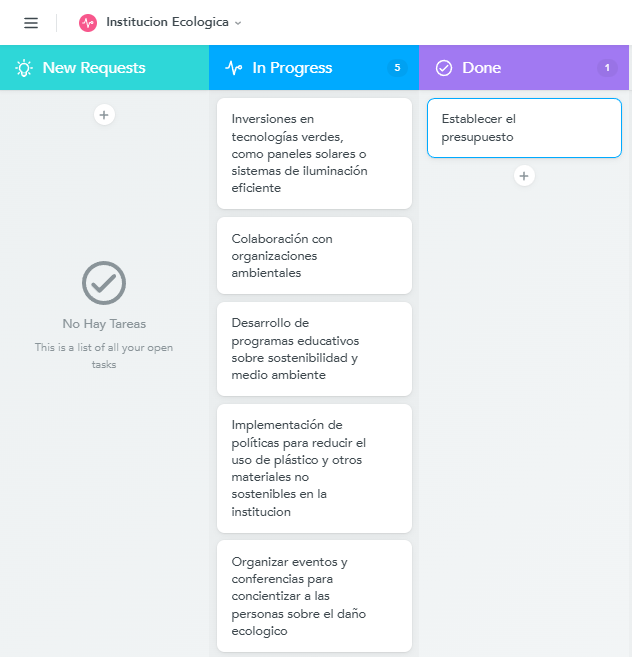 Institucion Ecologica
New Requests
In Progress
5
Done
1
No Hay Tareas
This is a list of all your open
tasks
Inversiones en
tecnologías verdes,
como paneles solares o
sistemas de iluminación
eficiente
Colaboración con
organizaciones
ambientales
Desarrollo de
programas educativos
sobre sostenibilidad y
medio ambiente
Implementación de
políticas para reducir el
uso de plástico y otros
materiales no
sostenibles en la
institucion
Organizar eventos y
conferencias para
concientizar a las
personas sobre el daño
ecologico
Establecer el
presupuesto